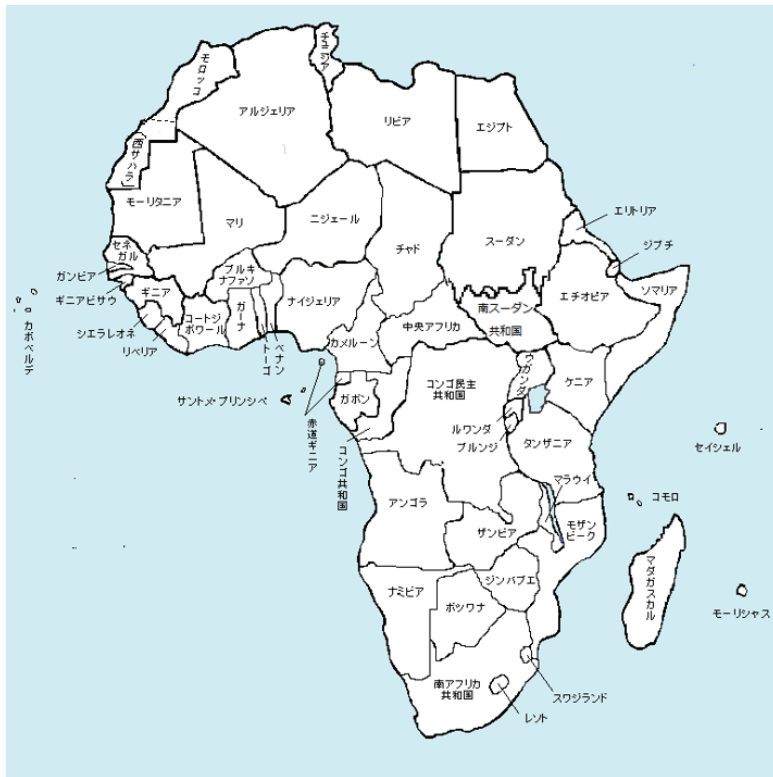 チュニジア
モロッコ
アルジェリア
リビア
エジプト
「西サハラ」
モーリタニア
マリ
ニジェール
チャド
スーダン
エリトリア
ジブチ
セネ
ガル
ガンビア
ギニアビサウ
ギニア
ブルキ
ナファソ
ナイジェリア
エチオピア
ソマリア
カボベルデ
シエラレオネ
リベリア
コートジ
ボワール
ガーナ
トーゴ
ベナン
カメルーン
中央アフリカ
南スーダン
共和国
サントメ・プリンシペ
赤道ギニア
ガボン
コンゴ共和国
コンゴ民主
共和国
ウガンダ
ケニア
ルワンダ
ブルンジ
タンザニア
セイシェル
アンゴラ
ザンビア
マラウイ
モザン
ビーク
コモロ
マダガスカル
モーリシャス
ナミビア
ジンバブエ
ボツワナ
南アフリカ
共和国
スワジランド
レソト